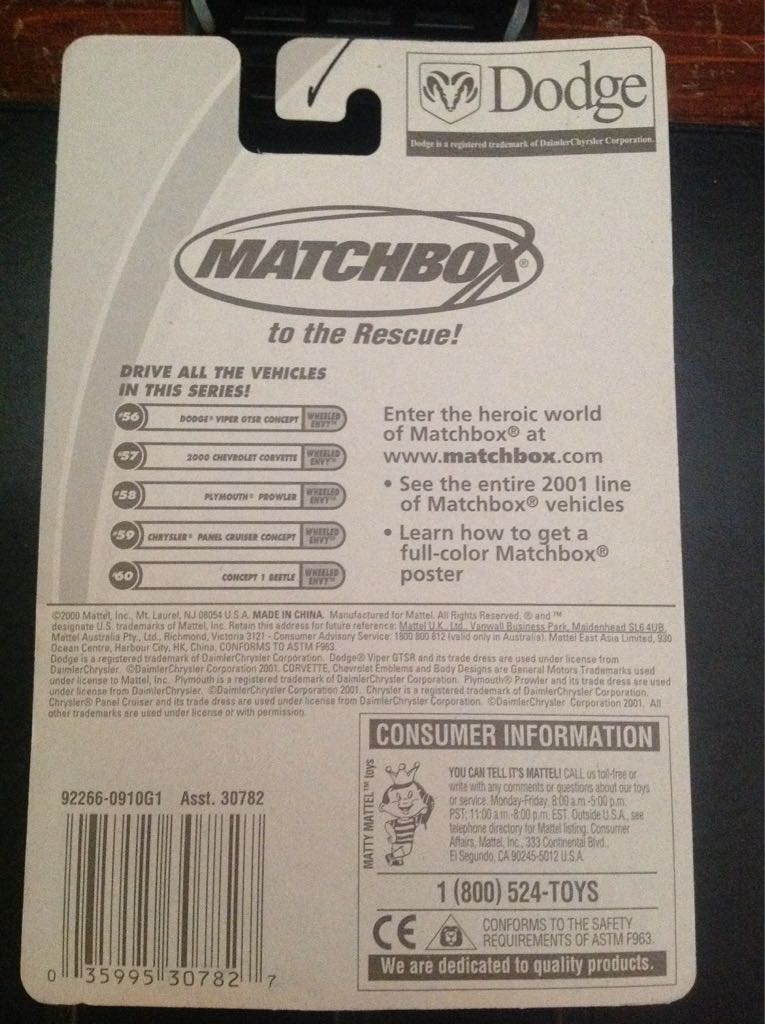 Dodge
Dodge is a registered trademark of DaimlerChrysler Corporation.
MATCHBOX®
to the Rescue!
DRIVE ALL THE VEHICLES
IN THIS SERIES!
#56 DODGE® VIPER GTSR CONCEPT WHEELED ENVY™
#57 2000 CHEVROLET CORVETTE WHEELED ENVY™
#58 PLYMOUTH® PROWLER WHEELED ENVY™
#59 CHRYSLER® PANEL CRUISER CONCEPT WHEELED ENVY™
#60 CONCEPT 1 BEETLE WHEELED ENVY™
Enter the heroic world
of Matchbox® at
www.matchbox.com
• See the entire 2001 line
of Matchbox® vehicles
• Learn how to get a
full-color Matchbox®
poster
©2000 Mattel, Inc., Mt. Laurel, NJ 08054 U.S.A. MADE IN CHINA. Manufactured for Mattel. All Rights Reserved. ® and ™
designate U.S. trademarks of Mattel, Inc. Retain this address for future reference: Mattel U.K., Ltd., Vanwall Business Park, Maidenhead SL6 4UB.
Mattel Australia Pty., Ltd., Richmond, Victoria 3121 - Consumer Advisory Service: 1800 800 812 (valid only in Australia). Mattel East Asia Limited, 930
Ocean Centre, Harbour City, HK, China. CONFORMS TO ASTM F963.
Dodge is a registered trademark of DaimlerChrysler Corporation. Dodge® Viper GTSR and its trade dress are used under license from
DaimlerChrysler. ©DaimlerChrysler Corporation 2001. CORVETTE, Chevrolet Emblems and Body Designs are General Motors Trademarks used
under license to Mattel, Inc. Plymouth is a registered trademark of DaimlerChrysler Corporation. Plymouth® Prowler and its trade dress are used
under license from DaimlerChrysler. ©DaimlerChrysler Corporation 2001. Chrysler is a registered trademark of DaimlerChrysler Corporation.
Chrysler® Panel Cruiser and its trade dress are used under license from DaimlerChrysler Corporation. ©DaimlerChrysler Corporation 2001. All
other trademarks are used under license or with permission.
CONSUMER INFORMATION
MATTY MATTEL™ toys
YOU CAN TELL IT'S MATTEL! CALL us toll-free or
write with any comments or questions about our toys
or service. Monday-Friday, 8:00 a.m.-5:00 p.m.
PST; 11:00 a.m.-8:00 p.m. EST. Outside U.S.A., see
telephone directory for Mattel listing. Consumer
Affairs, Mattel, Inc., 333 Continental Blvd.,
El Segundo, CA 90245-5012 U.S.A.
1 (800) 524-TOYS
CE CONFORMS TO THE SAFETY
REQUIREMENTS OF ASTM F963.
We are dedicated to quality products.
92266-0910G1 Asst. 30782
0 35995 30782 7